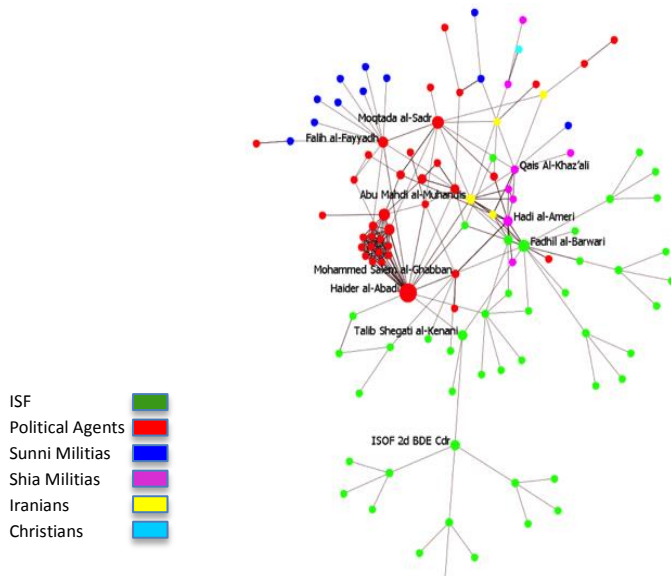 Moqtada al-Sadr
Falih al-Fayyadh
Qais Al-Khaz'ali
Abu Mahdi al-Muhandis
Hadi al-Ameri
Fadhil al-Barwari
Mohammed Salem al-Ghabban
Haider al-Abadi
Talib Shegati al-Kenani
ISOF 2d BDE Cdr
ISF
Political Agents
Sunni Militias
Shia Militias
Iranians
Christians